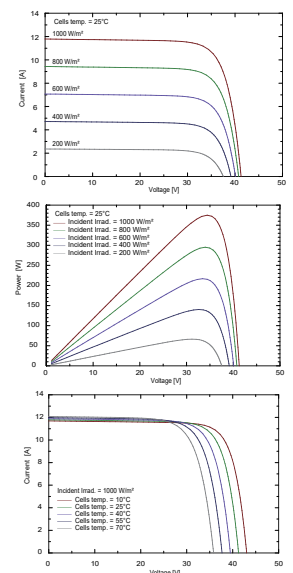 Cells temp. = 25°C
14
12
10
8
6
4
2
0
1000 W/m²
800 W/m²
600 W/m²
400 W/m²
200 W/m²
Current [A]
0 10 20 30 40 50
Voltage [V]
400
350
300
250
200
150
100
50
0
Cells temp. = 25°C
Incident Irrad. = 1000 W/m²
Incident Irrad. = 800 W/m²
Incident Irrad. = 600 W/m²
Incident Irrad. = 400 W/m²
Incident Irrad. = 200 W/m²
Power [W]
0 10 20 30 40 50
Voltage [V]
14
12
10
8
6
4
2
0
Current [A]
Incident Irrad. = 1000 W/m²
Cells temp. = 10°C
Cells temp. = 25°C
Cells temp. = 40°C
Cells temp. = 55°C
Cells temp. = 70°C
0 10 20 30 40 50
Voltage [V]